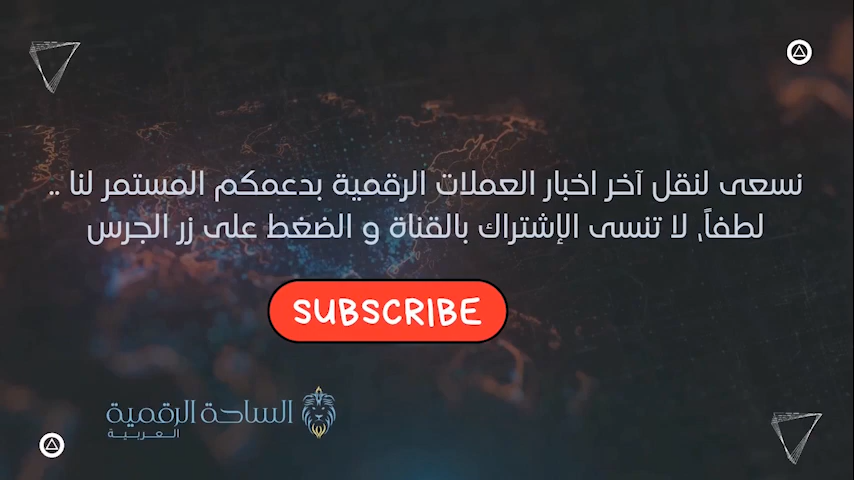 نسعى لنقل آخر اخبار العملات الرقمية بدعمكم المستمر لنا ..
لطفاً, لا تنسى الإشتراك بالقناة و الضغط على زر الجرس
SUBSCRIBE
الساحة الرقمية
العربية